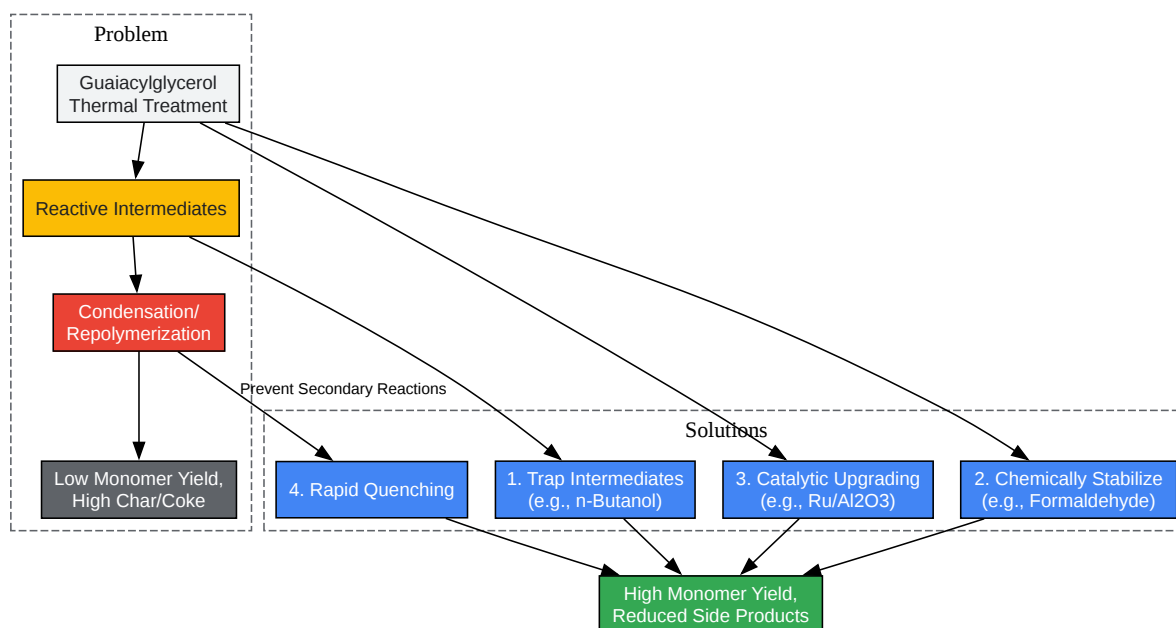 Problem
Guaiacylglycerol
Thermal Treatment
Reactive Intermediates
Condensation/
Repolymerization
Prevent Secondary Reactions
Solutions
Low Monomer Yield,
High Char/Coke
4. Rapid Quenching
1. Trap Intermediates
(e.g., n-Butanol)
3. Catalytic Upgrading
(e.g., Ru/Al2O3)
2. Chemically Stabilize
(e.g., Formaldehyde)
High Monomer Yield,
Reduced Side Products